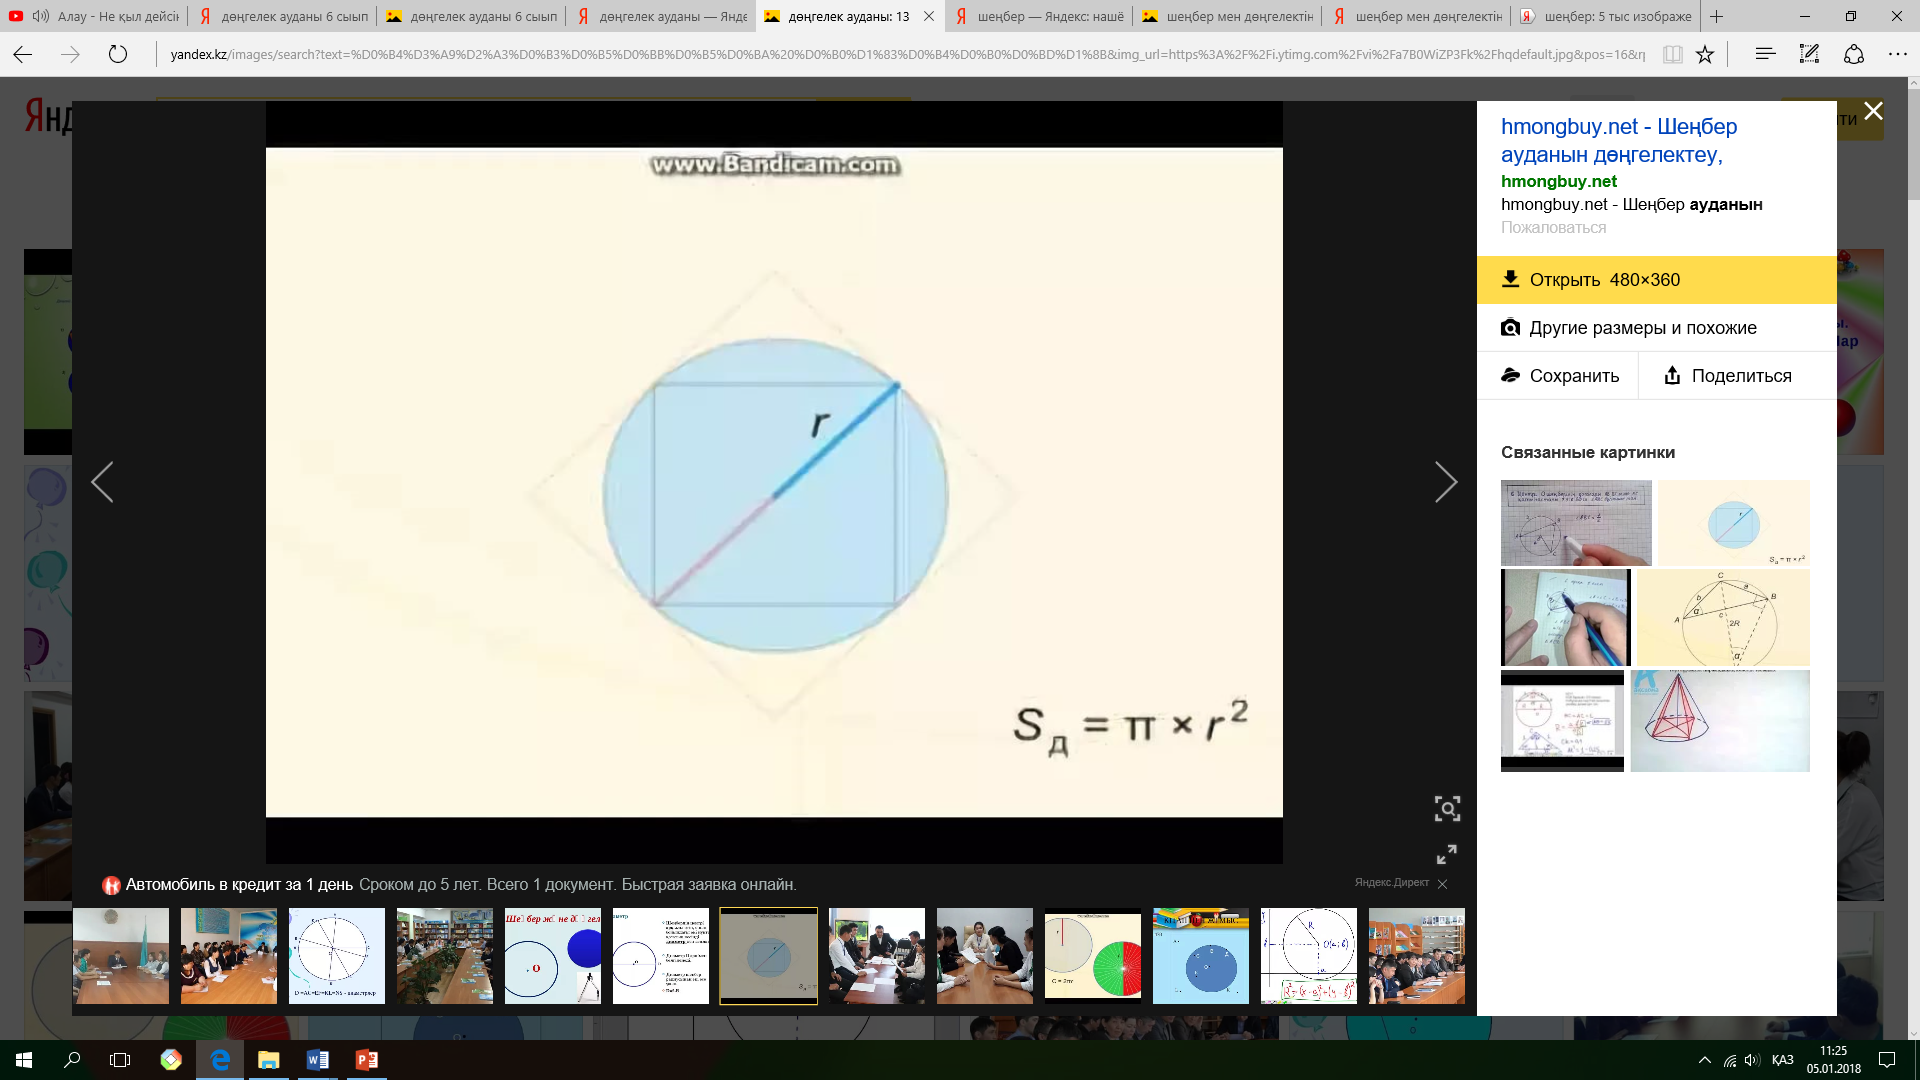 Алау - Не қыл дейсің
дөңгелек ауданы 6 сыып
дөңгелек ауданы 6 сыып
дөңгелек ауданы — Янде
дөңгелек ауданы: 13
шеңбер — Яндекс: нашё
шеңбер мен дөңгелектің
шеңбер мен дөңгелектің
шеңбер: 5 тыс изображе
yandex.kz/images/search?text=%D0%B4%D3%A9%D2%A3%D0%B3%D0%B5%D0%BB%D0%B5%D0%BA%20%D0%B0%D1%83%D0%B4%D0%B0%D0%BD%D1%8B&img_url=https%3A%2F%2Fi.ytimg.com%2Fvi%2Fa7B0WiZP3Fk%2Fhqdefault.jpg&pos=16&r
www.Bandicam.com
r
Sд = π × r²
hmongbuy.net - Шеңбер
ауданын дөңгелектеу,
hmongbuy.net
hmongbuy.net - Шеңбер ауданын
Пожаловаться
Открыть 480×360
Другие размеры и похожие
Сохранить
Поделиться
Связанные картинки
Sд = π × r²
C
a
b
B
α
c
A
2R
α
Автомобиль в кредит за 1 день Сроком до 5 лет. Всего 1 документ. Быстрая заявка онлайн.
Яндекс.Директ
O
R
ҚАЗ
11:25
05.01.2018